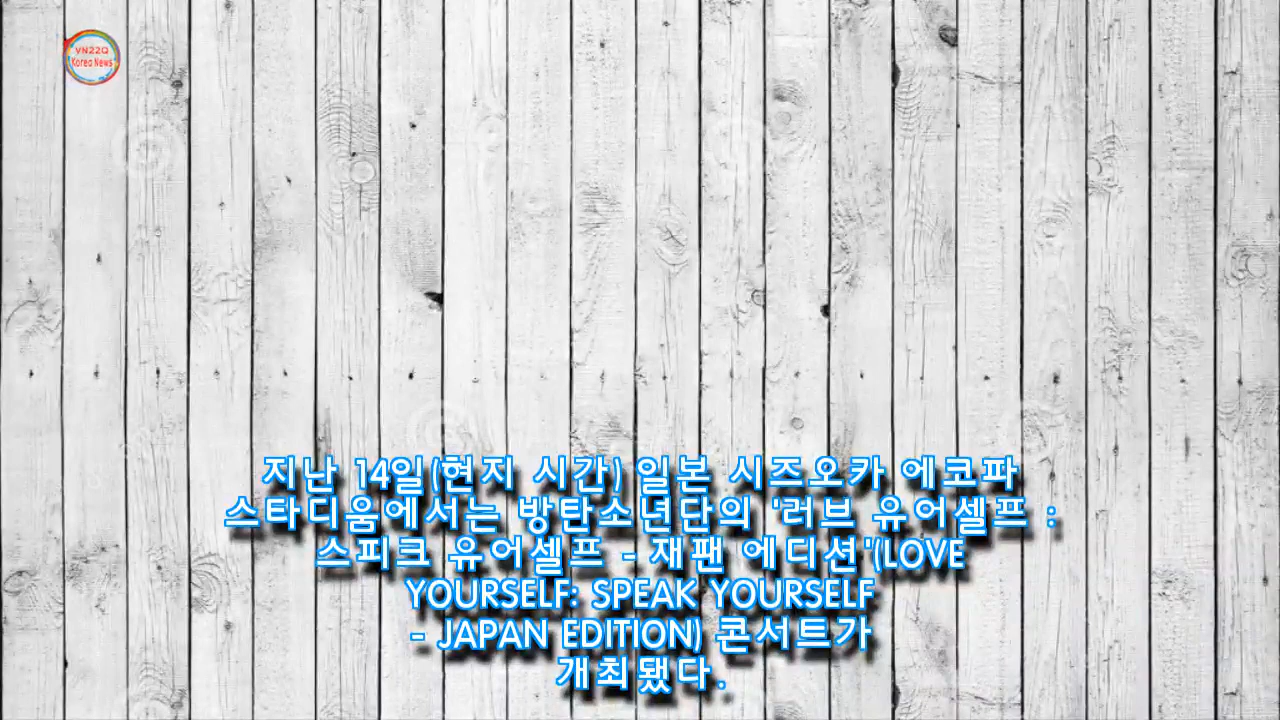 VN22Q
Korea News
지난 14일(현지 시간) 일본 시즈오카 에코파
스타디움에서는 방탄소년단의 '러브 유어셀프 :
스피크 유어셀프 - 재팬 에디션'(LOVE
YOURSELF: SPEAK YOURSELF
- JAPAN EDITION) 콘서트가
개최됐다.